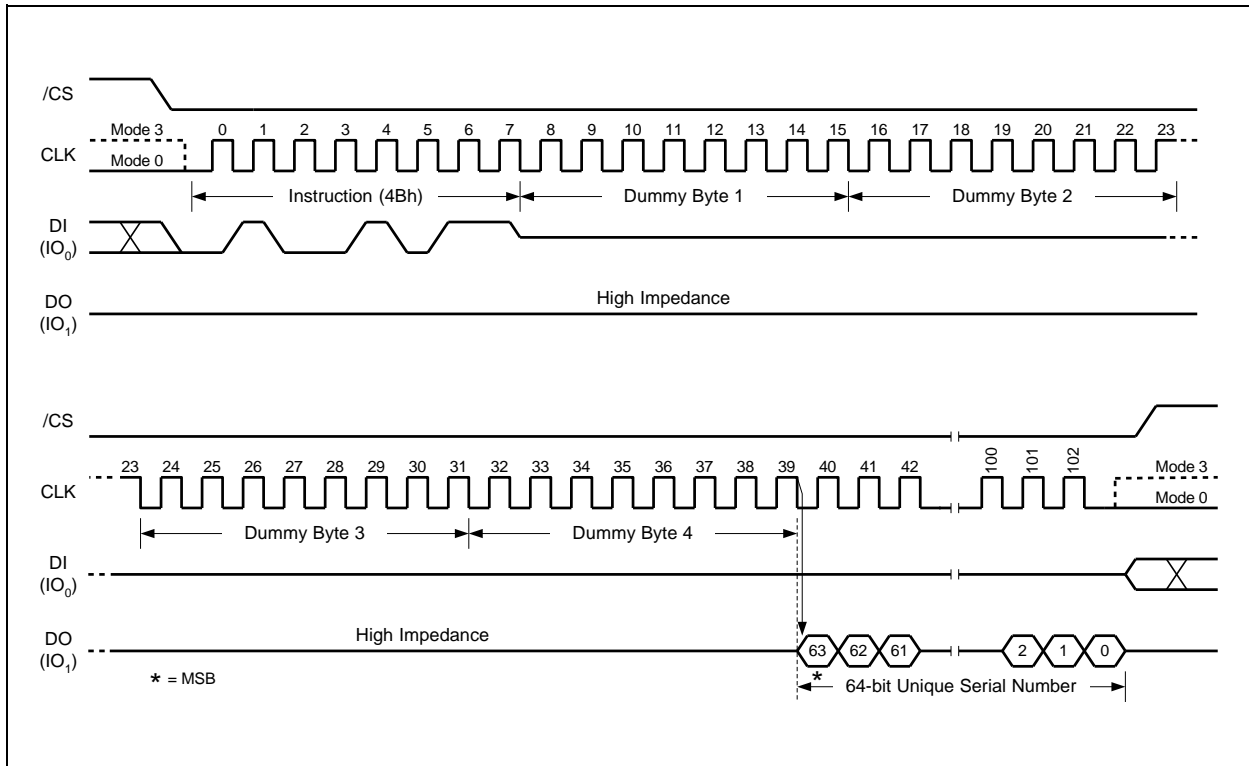 /CS
Mode 3
0 1 2 3 4 5 6 7 8 9 10 11 12 13 14 15 16 17 18 19 20 21 22 23
CLK
Mode 0
Instruction (4Bh) Dummy Byte 1 Dummy Byte 2
DI
(IO0)
High Impedance
DO
(IO1)
/CS
23 24 25 26 27 28 29 30 31 32 33 34 35 36 37 38 39 40 41 42 100 101 102
Mode 3
CLK
Mode 0
Dummy Byte 3 Dummy Byte 4
DI
(IO0)
High Impedance
DO
(IO1)
63 62 61 2 1 0
* = MSB
* 64-bit Unique Serial Number